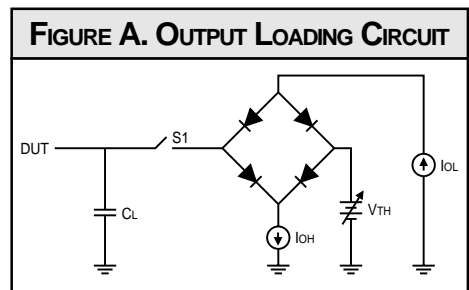 FIGURE A. OUTPUT LOADING CIRCUIT
DUT
S1
IOL
CL
VTH
IOH